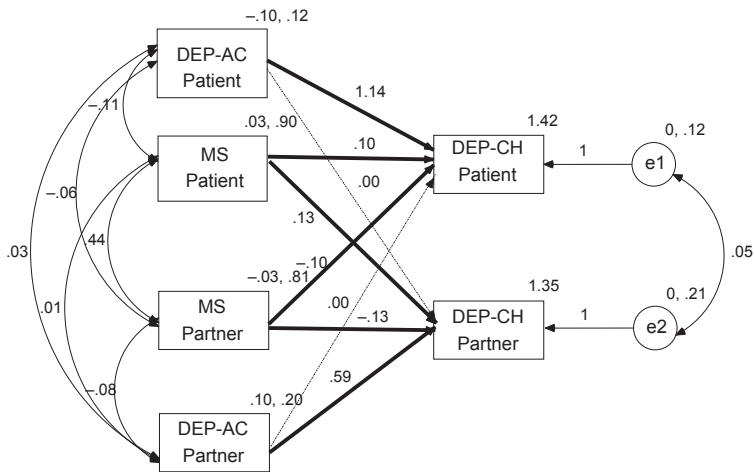 –.10, .12
DEP-AC
Patient
–.11
1.14
.03, .90
1.42
0, .12
MS
Patient
.10
DEP-CH
Patient
1
e1
.00
–.06
.44
.13
.03
.05
–.10
–.03, .81
.01
MS
Partner
.00
–.13
1.35
0, .21
DEP-CH
Partner
1
e2
–.08
.59
.10, .20
DEP-AC
Partner